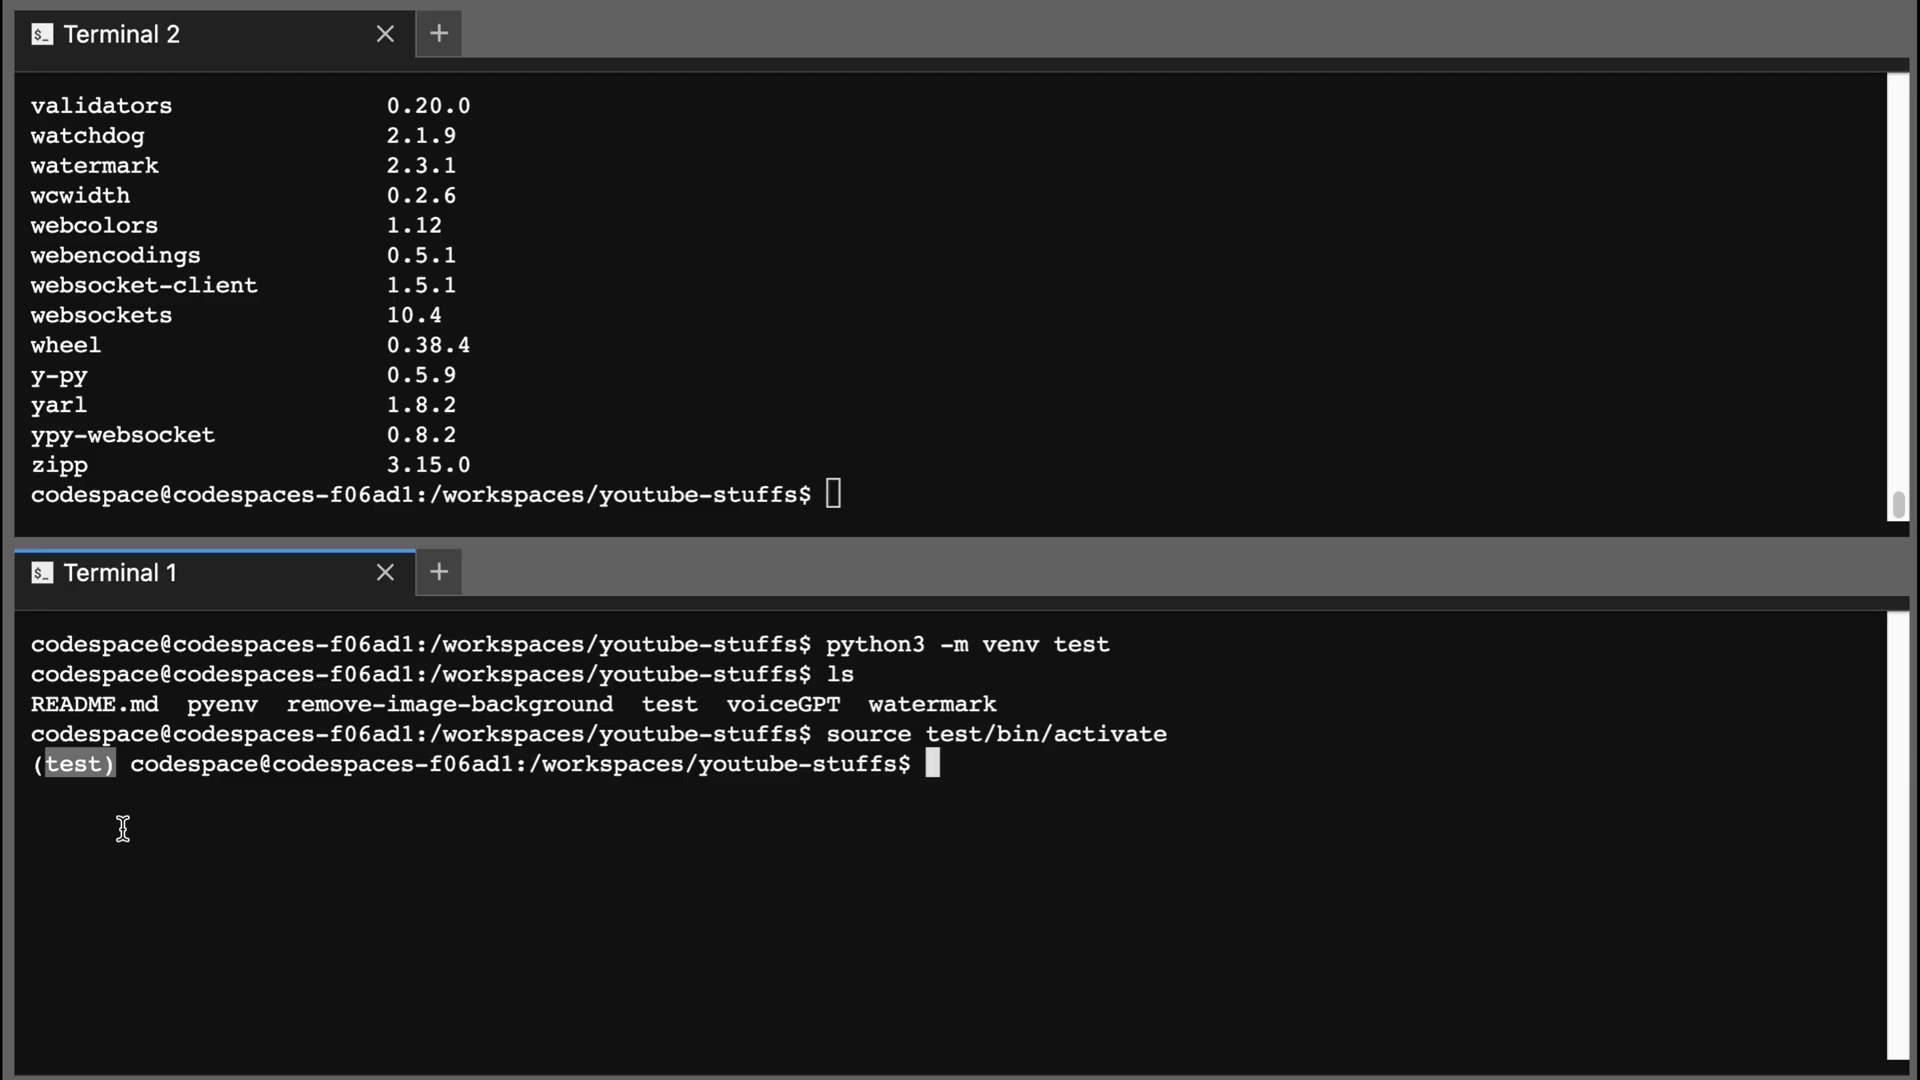 $_ Terminal 2
validators 0.20.0
watchdog 2.1.9
watermark 2.3.1
wcwidth 0.2.6
webcolors 1.12
webencodings 0.5.1
websocket-client 1.5.1
websockets 10.4
wheel 0.38.4
y-py 0.5.9
yarl 1.8.2
ypy-websocket 0.8.2
zipp 3.15.0
codespace@codespaces-f06ad1:/workspaces/youtube-stuffs$
$_ Terminal 1
codespace@codespaces-f06ad1:/workspaces/youtube-stuffs$ python3 -m venv test
codespace@codespaces-f06ad1:/workspaces/youtube-stuffs$ ls
README.md pyenv remove-image-background test voiceGPT watermark
codespace@codespaces-f06ad1:/workspaces/youtube-stuffs$ source test/bin/activate
(test) codespace@codespaces-f06ad1:/workspaces/youtube-stuffs$